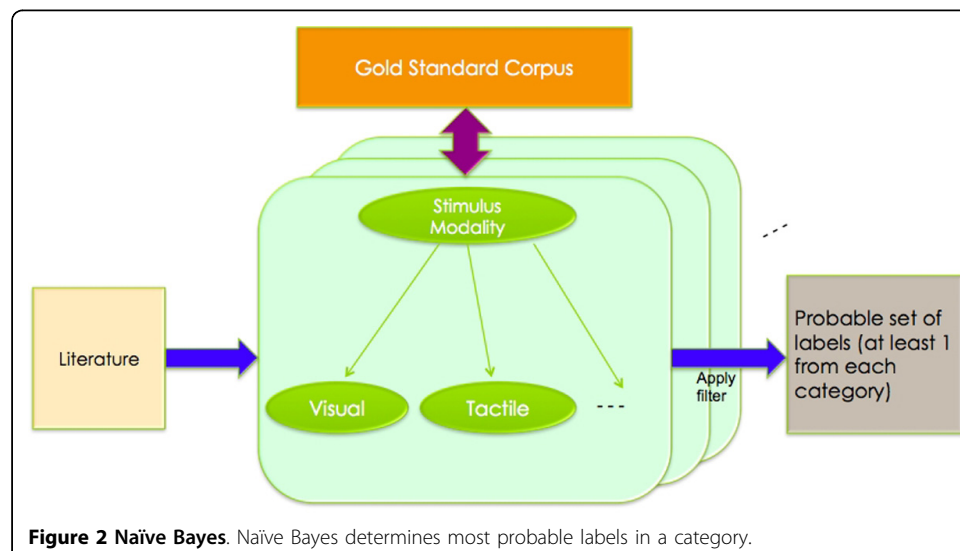 Gold Standard Corpus
Stimulus
Modality
Literature
Visual
Tactile
---
----
Apply
filter
Probable set of
labels (at least 1
from each
category)
Figure 2 Naïve Bayes. Naïve Bayes determines most probable labels in a category.